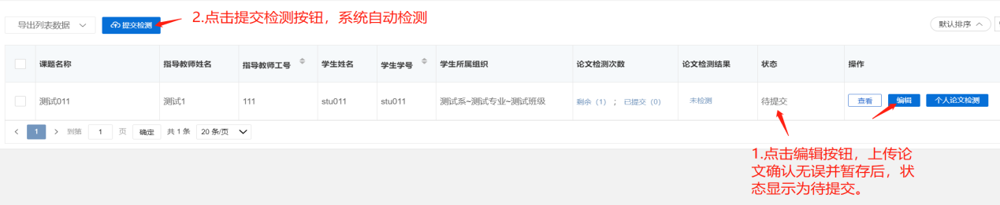 2.点击提交检测按钮，系统自动检测
导出列表数据 提交检测 默认排序
课题名称 指导教师姓名 指导教师工号 学生姓名 学生学号 学生所属组织 论文检测次数 论文检测结果 状态 操作
测试011 测试1 111 stu011 stu011 测试系~测试专业~测试班级 剩余（1） ； 已提交（0） 未检测 待提交 查看 编辑 个人论文检测
1 到第 1 页 确定 共 1 条 20 条/页
1.点击编辑按钮，上传论
文确认无误并暂存后，状
态显示为待提交。